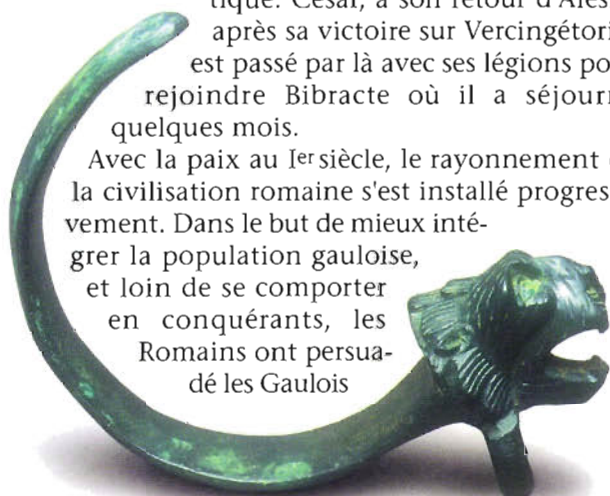 tique. César, à son retour d'Alés
après sa victoire sur Vercingétori
est passé par là avec ses légions po
rejoindre Bibracte où il a séjour
quelques mois.
Avec la paix au Ier siècle, le rayonnement
la civilisation romaine s'est installé progres
vement. Dans le but de mieux inté-
grer la population gauloise,
et loin de se comporter
en conquérants, les
Romains ont persua-
dé les Gaulois